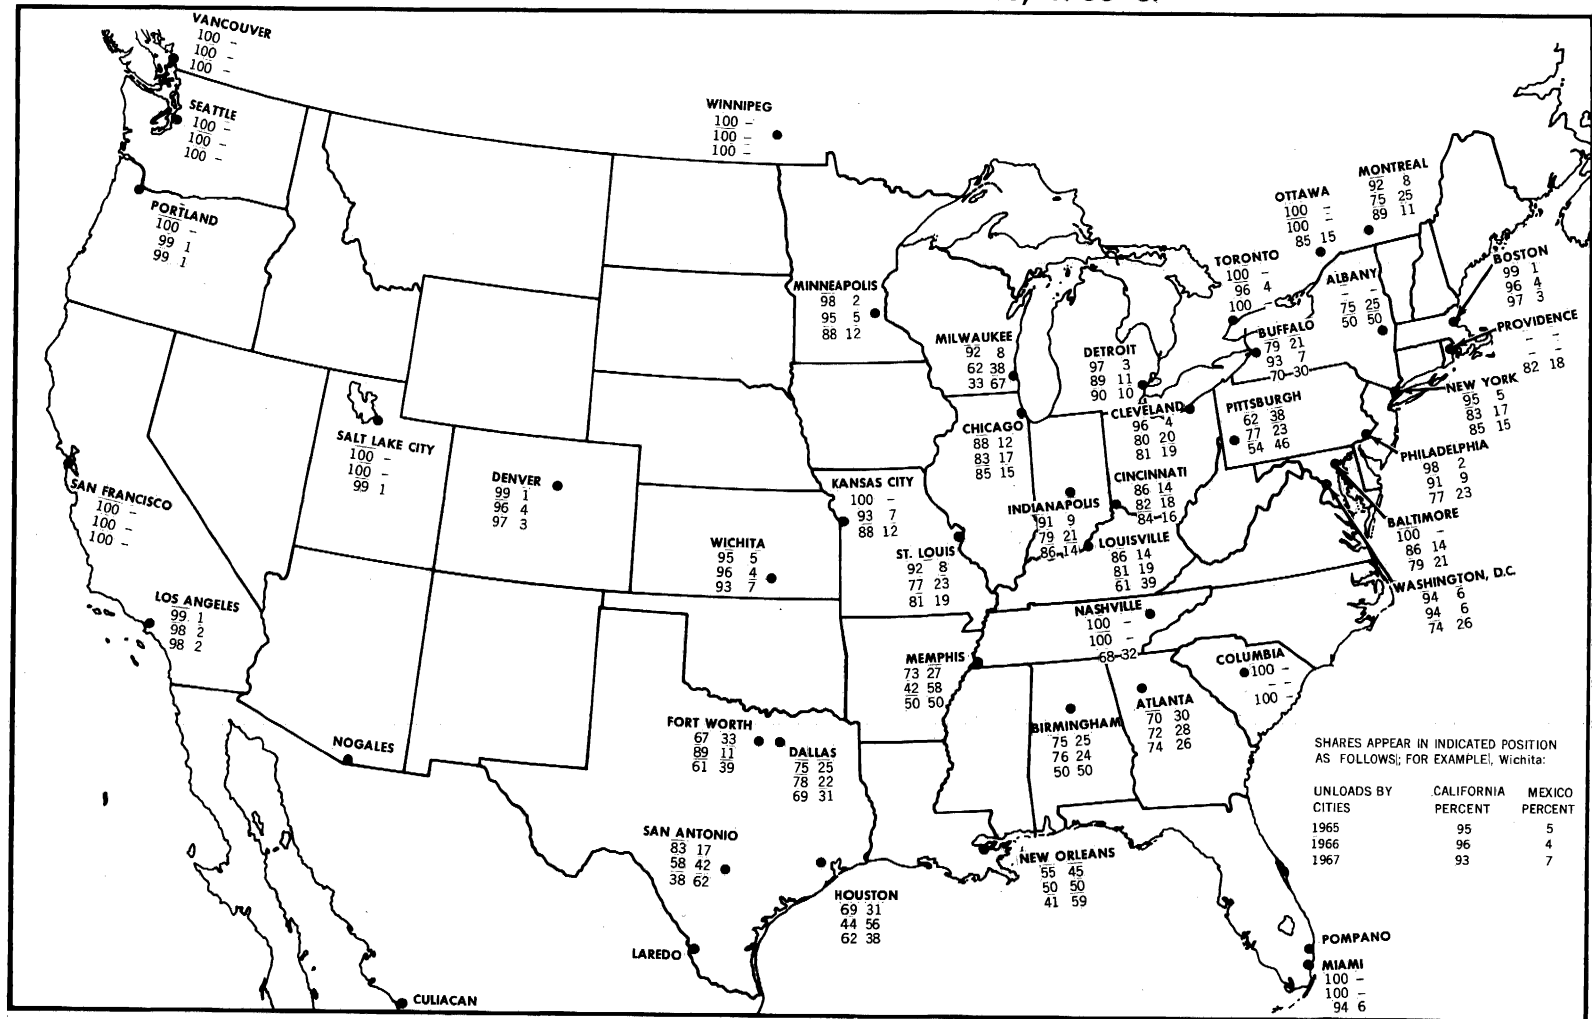 VANCOUVER
100 –
100 –
100 –
SEATTLE
100 –
100 –
100 –
PORTLAND
100 –
99 1
99 1
WINNIPEG
100 –
100 –
100 –
MONTREAL
92 8
75 25
89 11
OTTAWA
100 –
100 –
85 15
TORONTO
100 –
96 4
100 –
ALBANY
– –
75 25
50 50
BOSTON
99 1
96 4
97 3
PROVIDENCE
– –
– –
82 18
BUFFALO
79 21
93 7
70 30
NEW YORK
95 5
83 17
85 15
MINNEAPOLIS
98 2
95 5
88 12
MILWAUKEE
92 8
62 38
33 67
DETROIT
97 3
89 11
90 10
CLEVELAND
96 4
80 20
81 19
PITTSBURGH
62 38
77 23
54 46
PHILADELPHIA
98 2
91 9
77 23
CHICAGO
88 12
83 17
85 15
SALT LAKE CITY
100 –
100 –
99 1
DENVER
99 1
96 4
97 3
KANSAS CITY
100 –
93 7
88 12
CINCINNATI
86 14
82 18
84 16
INDIANAPOLIS
91 9
79 21
86 14
SAN FRANCISCO
100 –
100 –
100 –
BALTIMORE
100 –
86 14
79 21
WICHITA
95 5
96 4
93 7
ST. LOUIS
92 8
77 23
81 19
LOUISVILLE
86 14
81 19
61 39
WASHINGTON, D.C.
94 6
94 6
74 26
LOS ANGELES
99 1
98 2
98 2
NASHVILLE
100 –
100 –
68 32
MEMPHIS
73 27
42 58
50 50
COLUMBIA
100 –
– –
100 –
ATLANTA
70 30
72 28
74 26
BIRMINGHAM
75 25
76 24
50 50
FORT WORTH
67 33
89 11
61 39
DALLAS
75 25
78 22
69 31
NOGALES
SAN ANTONIO
83 17
58 42
38 62
HOUSTON
69 31
44 56
62 38
NEW ORLEANS
55 45
50 50
41 59
LAREDO
CULIACAN
POMPANO
MIAMI
100 –
100 –
94 6
SHARES APPEAR IN INDICATED POSITION
AS FOLLOWS; FOR EXAMPLE, Wichita:
UNLOADS BY CALIFORNIA MEXICO
CITIES PERCENT PERCENT
1965 95 5
1966 96 4
1967 93 7